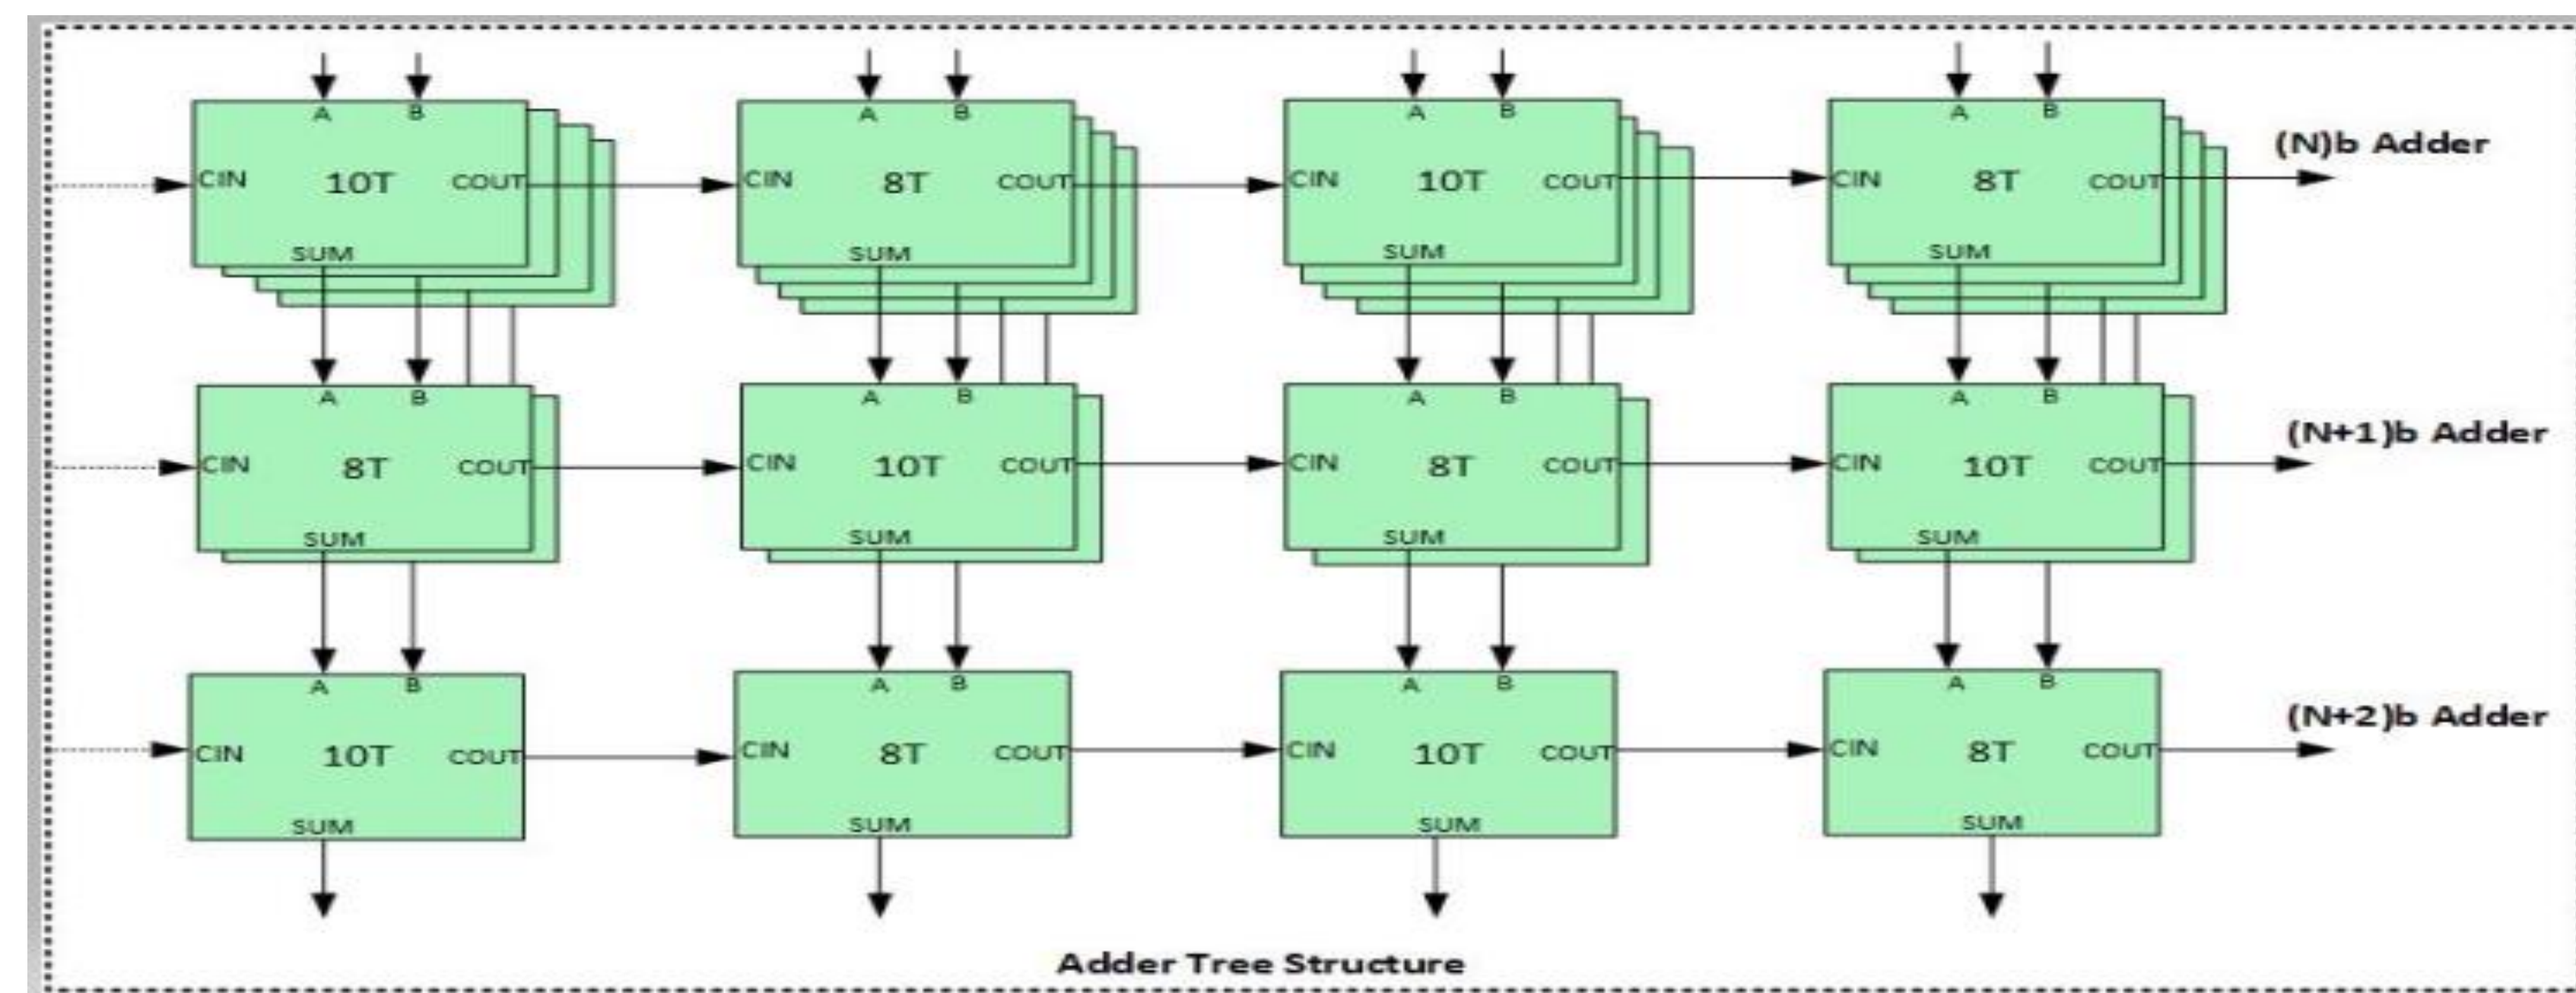 A B A B A B A B
CIN 10T COUT CIN 8T COUT CIN 10T COUT CIN 8T COUT (N)b Adder
SUM SUM SUM SUM
A B A B A B A B
CIN 8T COUT CIN 10T COUT CIN 8T COUT CIN 10T COUT (N+1)b Adder
SUM SUM SUM SUM
A B A B A B A B
CIN 10T COUT CIN 8T COUT CIN 10T COUT CIN 8T COUT (N+2)b Adder
SUM SUM SUM SUM
Adder Tree Structure